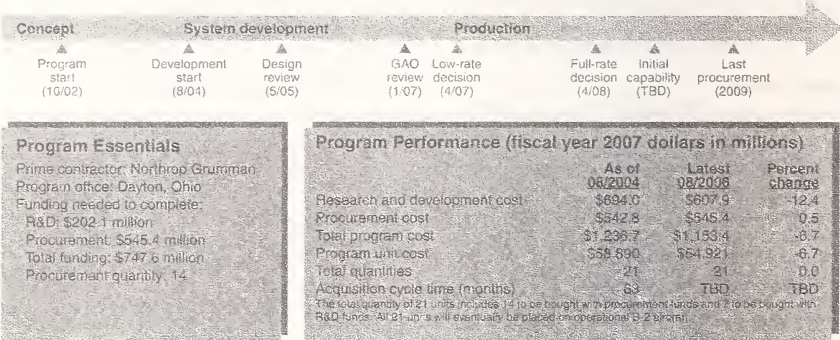 Concept System development Production
Program start (10/02)
Development start (8/04)
Design review (5/05)
GAO review (1/07)
Low-rate decision (4/07)
Full-rate decision (4/08)
Initial capability (TBD)
Last procurement (2009)
Program Essentials
Prime contractor: Northrop Grumman
Program office: Dayton, Ohio
Funding needed to complete:
R&D: $202.1 million
Procurement: $545.4 million
Total funding: $747.6 million
Procurement quantity: 14
Program Performance (fiscal year 2007 dollars in millions)
As of 08/2004 Latest 08/2006 Percent change
Research and development cost $694.0 $607.9 -12.4
Procurement cost $542.8 $545.4 0.5
Total program cost $1,236.7 $1,153.4 -6.7
Program unit cost $58.890 $54.921 -6.7
Total quantities 21 21 0.0
Acquisition cycle time (months) 63 TBD TBD
The total quantity of 21 units includes 14 to be bought with procurement funds and 7 to be bought with
R&D funds. All 21 units will eventually be placed on operational B-2 aircraft.